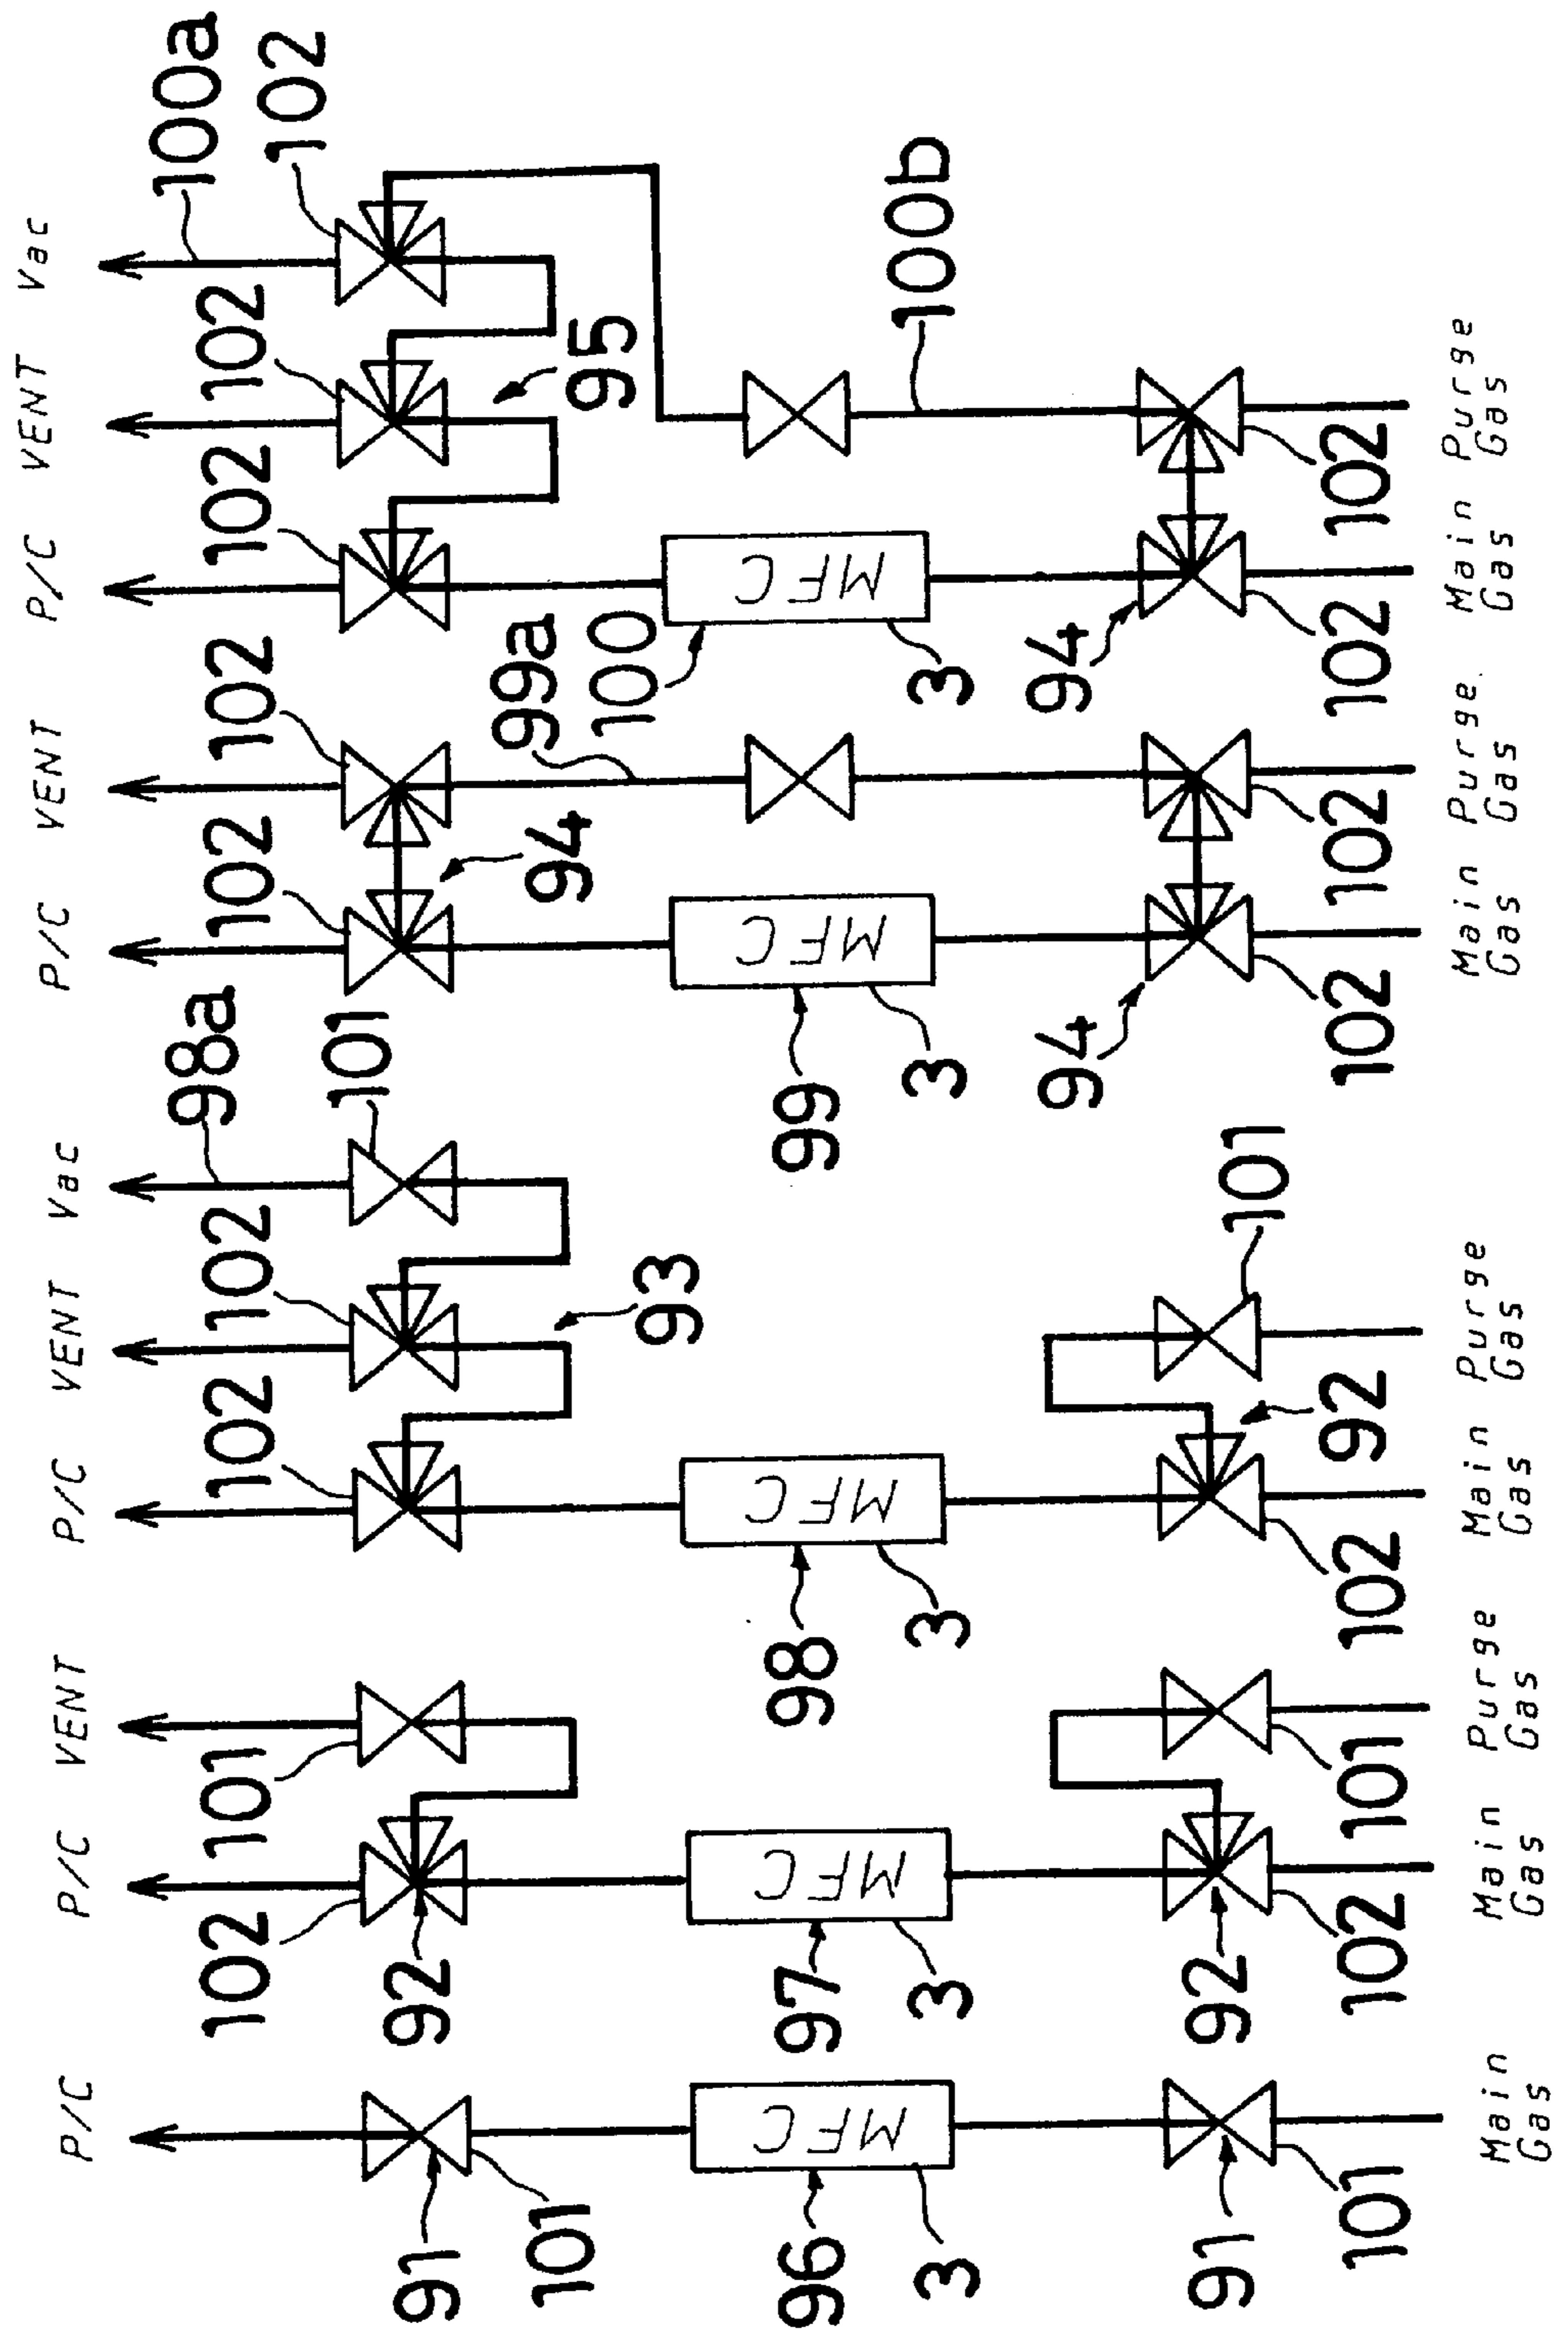 P/C P/C VENT P/C VENT Vac P/C VENT P/C VENT Vac
98a 100a
102 101 102 102 102 102 102 102 102
101
91 92
101 94 99a 95
100
93
MFC MFC MFC MFC MFC
96 97 98 99 100b
3 3 3 3 3
94 94
91 92 101
92
101 102 101 102 102 102 102 102
Main Main Purge Main Purge Main Purge. Main Purge
Gas Gas Gas Gas Gas Gas Gas Gas Gas